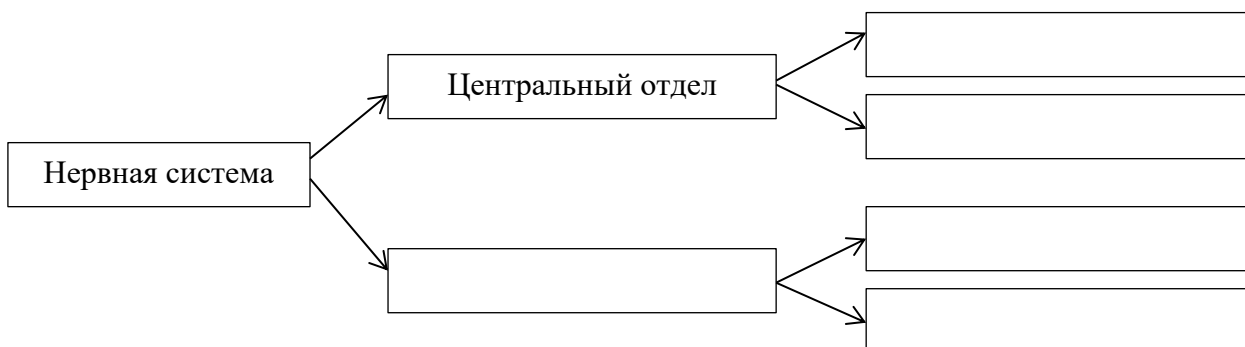 Центральный отдел
Нервная система